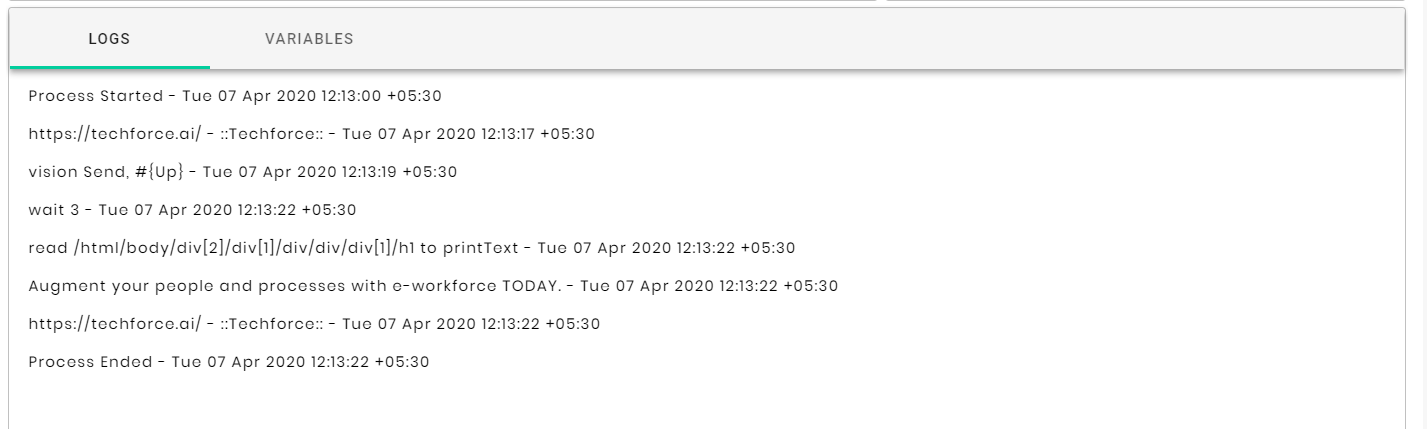 LOGS VARIABLES
Process Started - Tue 07 Apr 2020 12:13:00 +05:30
https://techforce.ai/ - ::Techforce:: - Tue 07 Apr 2020 12:13:17 +05:30
vision Send, #{Up} - Tue 07 Apr 2020 12:13:19 +05:30
wait 3 - Tue 07 Apr 2020 12:13:22 +05:30
read /html/body/div[2]/div[1]/div/div/div[1]/h1 to printText - Tue 07 Apr 2020 12:13:22 +05:30
Augment your people and processes with e-workforce TODAY. - Tue 07 Apr 2020 12:13:22 +05:30
https://techforce.ai/ - ::Techforce:: - Tue 07 Apr 2020 12:13:22 +05:30
Process Ended - Tue 07 Apr 2020 12:13:22 +05:30